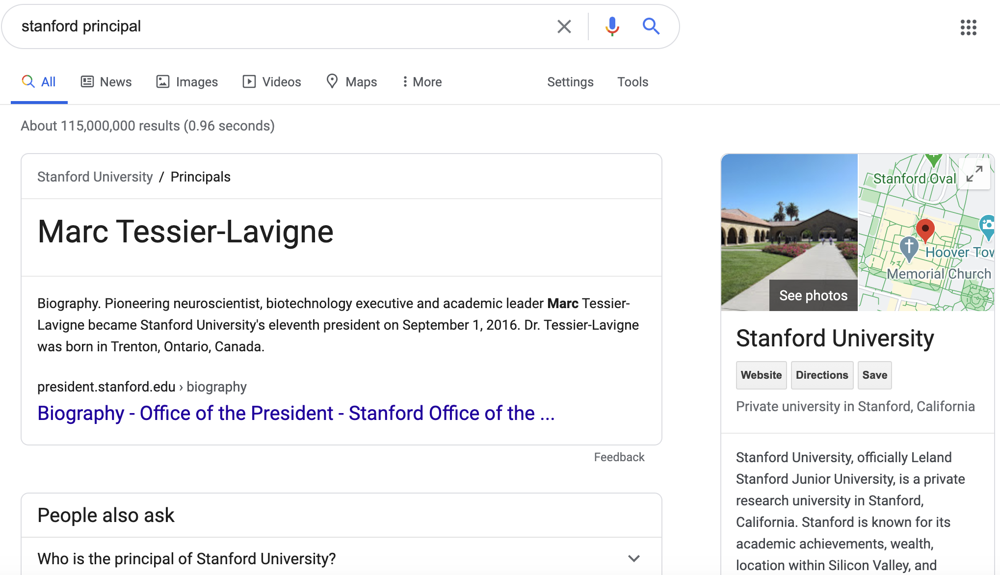 stanford principal
All
News
Images
Videos
Maps
More
Settings
Tools
About 115,000,000 results (0.96 seconds)
Stanford University / Principals
Marc Tessier-Lavigne
Biography. Pioneering neuroscientist, biotechnology executive and academic leader Marc Tessier-
Lavigne became Stanford University's eleventh president on September 1, 2016. Dr. Tessier-Lavigne
was born in Trenton, Ontario, Canada.
president.stanford.edu › biography
Biography - Office of the President - Stanford Office of the ...
Feedback
People also ask
Who is the principal of Stanford University?
Stanford Oval
Hoover Tow
Memorial Church
See photos
Stanford University
Website
Directions
Save
Private university in Stanford, California
Stanford University, officially Leland
Stanford Junior University, is a private
research university in Stanford,
California. Stanford is known for its
academic achievements, wealth,
location within Silicon Valley, and